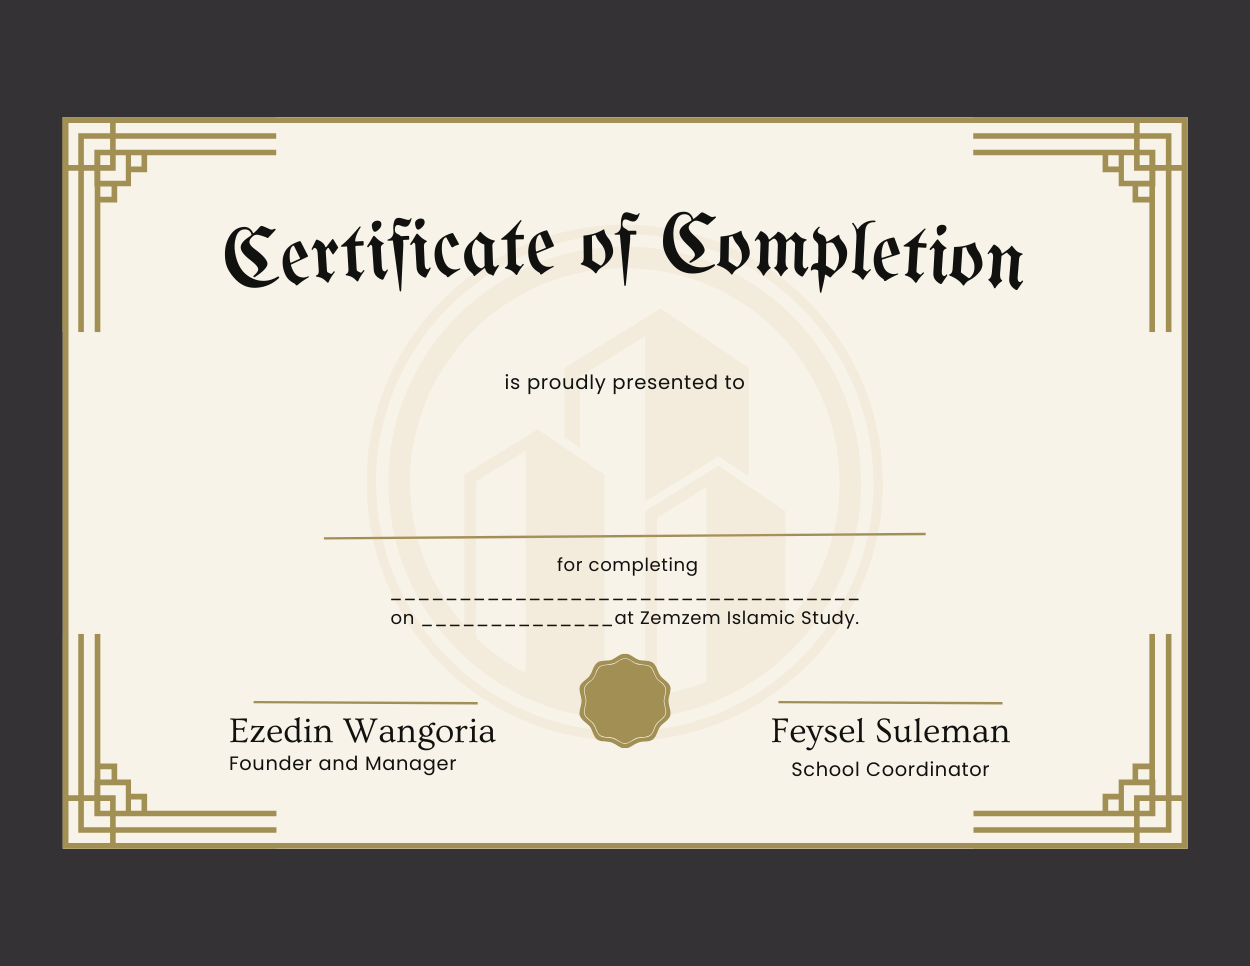 Certificate of Completion
is proudly presented to
for completing
__________________________________
on ______________at Zemzem Islamic Study.
Ezedin Wangoria
Founder and Manager
Feysel Suleman
School Coordinator